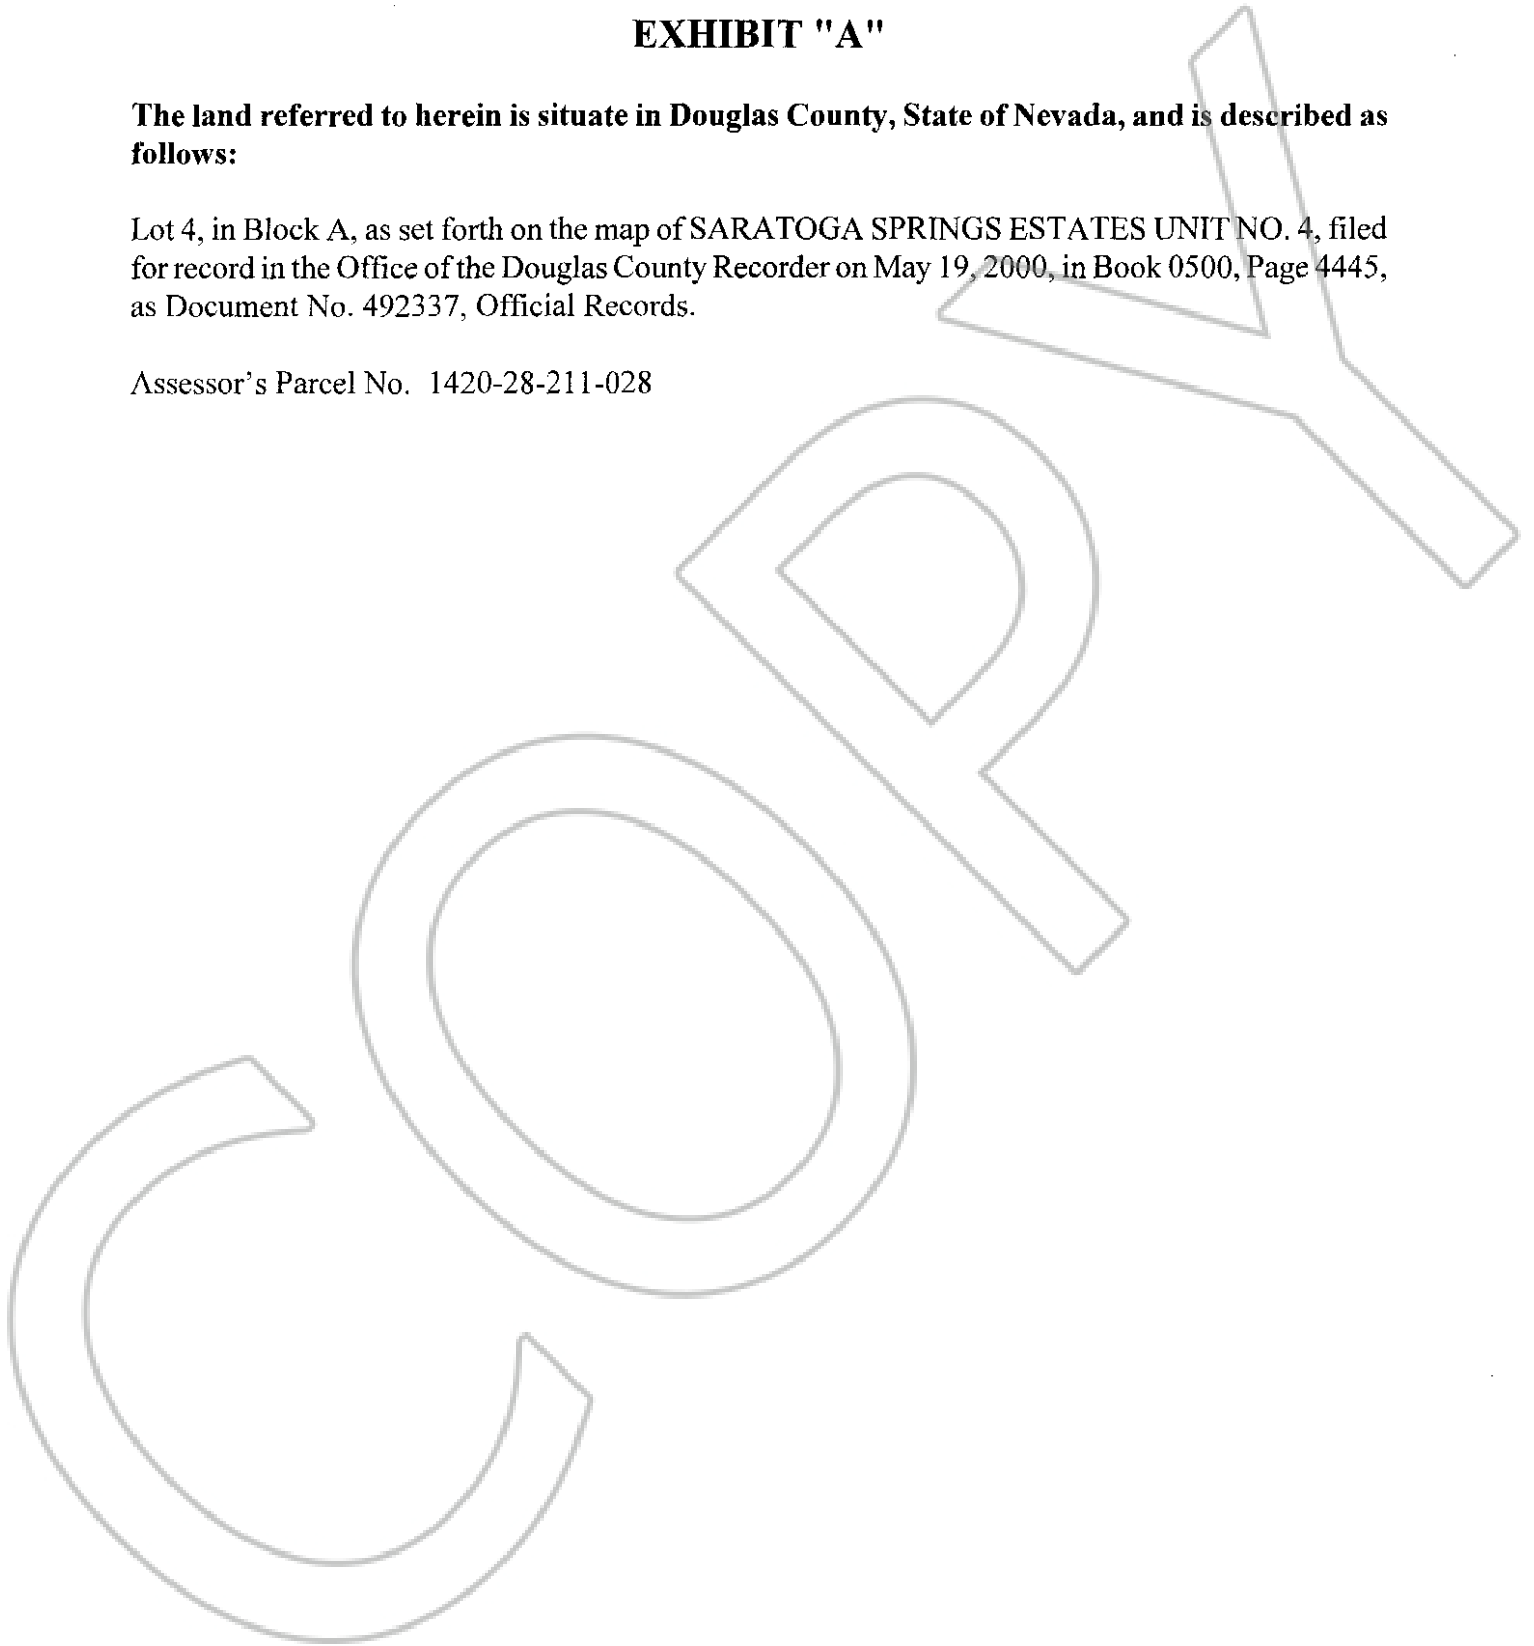 EXHIBIT "A"
The land referred to herein is situate in Douglas County, State of Nevada, and is described as
follows:
Lot 4, in Block A, as set forth on the map of SARATOGA SPRINGS ESTATES UNIT NO. 4, filed
for record in the Office of the Douglas County Recorder on May 19, 2000, in Book 0500, Page 4445,
as Document No. 492337, Official Records.
Assessor's Parcel No. 1420-28-211-028
COPY